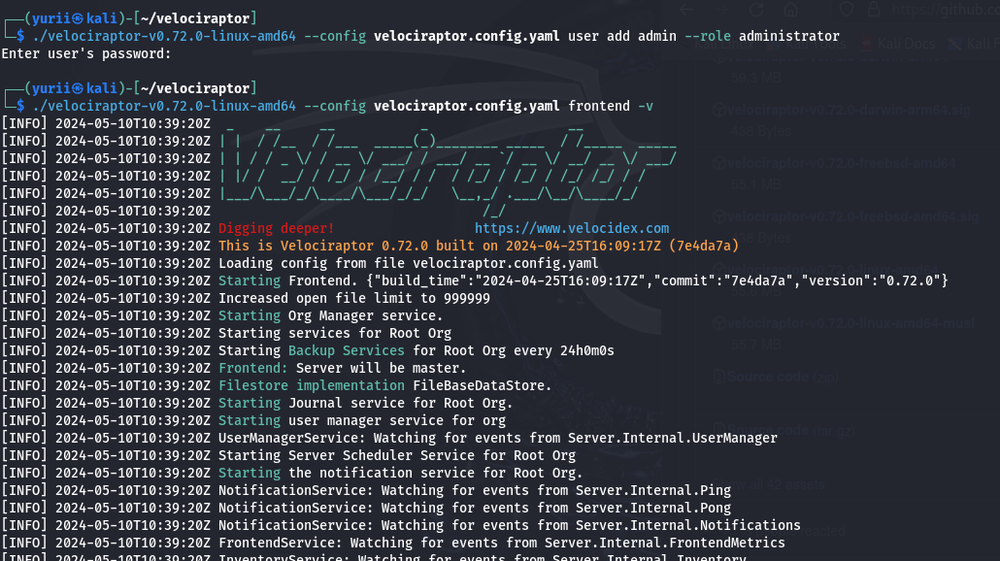 ┌──(yurii㉿kali)-[~/velociraptor]
└─$ ./velociraptor-v0.72.0-linux-amd64 --config velociraptor.config.yaml user add admin --role administrator
Enter user's password:
┌──(yurii㉿kali)-[~/velociraptor]
└─$ ./velociraptor-v0.72.0-linux-amd64 --config velociraptor.config.yaml frontend -v
[INFO] 2024-05-10T10:39:20Z  _    __     __           _                  __
[INFO] 2024-05-10T10:39:20Z | |  / /__  / /___  _____(_)________ _____  / /_____  _____
[INFO] 2024-05-10T10:39:20Z | | / / _ \/ / __ \/ ___/ / ___/ __ `/ __ \/ __/ __ \/ ___/
[INFO] 2024-05-10T10:39:20Z | |/ /  __/ / /_/ / /__/ / /  / /_/ / /_/ / /_/ /_/ / /
[INFO] 2024-05-10T10:39:20Z |___/\___/_/\____/\___/_/_/   \__,_/ .___/\__/\____/_/
[INFO] 2024-05-10T10:39:20Z                                   /_/
[INFO] 2024-05-10T10:39:20Z Digging deeper!                  https://www.velocidex.com
[INFO] 2024-05-10T10:39:20Z This is Velociraptor 0.72.0 built on 2024-04-25T16:09:17Z (7e4da7a)
[INFO] 2024-05-10T10:39:20Z Loading config from file velociraptor.config.yaml
[INFO] 2024-05-10T10:39:20Z Starting Frontend. {"build_time":"2024-04-25T16:09:17Z","commit":"7e4da7a","version":"0.72.0"}
[INFO] 2024-05-10T10:39:20Z Increased open file limit to 999999
[INFO] 2024-05-10T10:39:20Z Starting Org Manager service.
[INFO] 2024-05-10T10:39:20Z Starting services for Root Org
[INFO] 2024-05-10T10:39:20Z Starting Backup Services for Root Org every 24h0m0s
[INFO] 2024-05-10T10:39:20Z Frontend: Server will be master.
[INFO] 2024-05-10T10:39:20Z Filestore implementation FileBaseDataStore.
[INFO] 2024-05-10T10:39:20Z Starting Journal service for Root Org.
[INFO] 2024-05-10T10:39:20Z Starting user manager service for org
[INFO] 2024-05-10T10:39:20Z UserManagerService: Watching for events from Server.Internal.UserManager
[INFO] 2024-05-10T10:39:20Z Starting Server Scheduler Service for Root Org
[INFO] 2024-05-10T10:39:20Z Starting the notification service for Root Org.
[INFO] 2024-05-10T10:39:20Z NotificationService: Watching for events from Server.Internal.Ping
[INFO] 2024-05-10T10:39:20Z NotificationService: Watching for events from Server.Internal.Pong
[INFO] 2024-05-10T10:39:20Z NotificationService: Watching for events from Server.Internal.Notifications
[INFO] 2024-05-10T10:39:20Z FrontendService: Watching for events from Server.Internal.FrontendMetrics
[INFO] 2024-05-10T10:39:20Z InventoryService: Watching for events from Server.Internal.Inventory